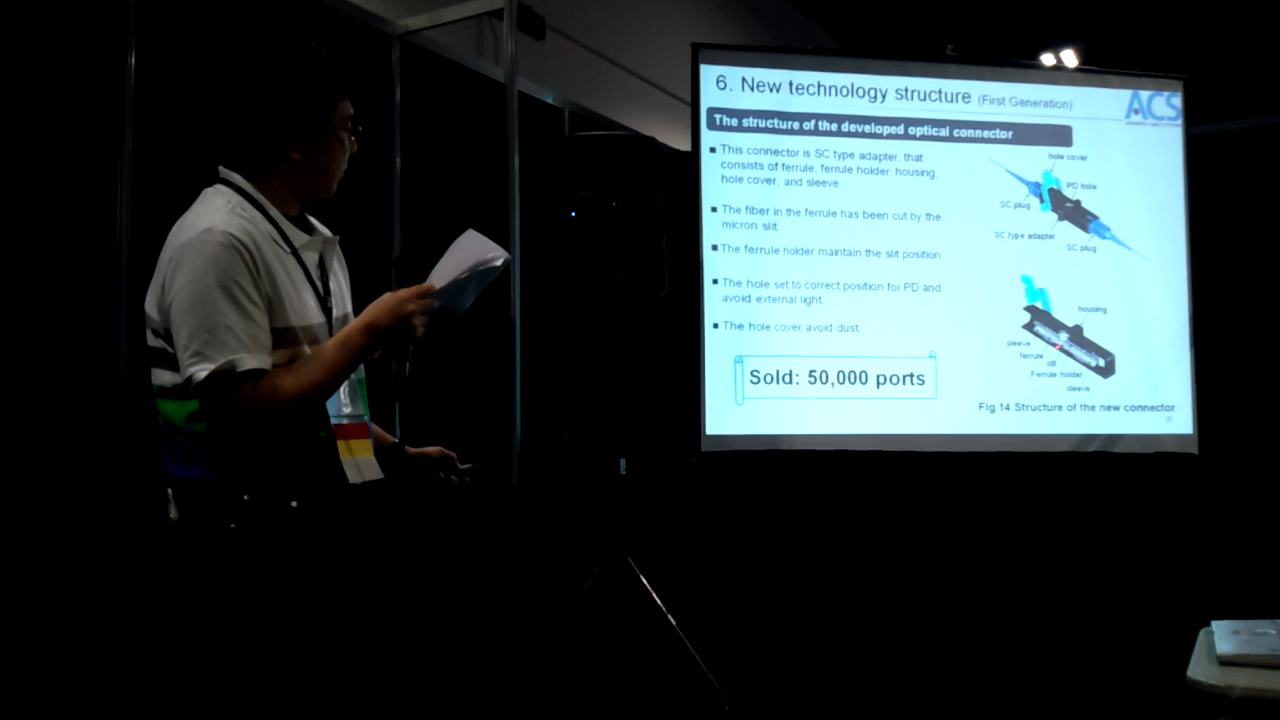 6. New technology structure (First Generation)
ACS
The structure of the developed optical connector
■ This connector is SC type adapter, that
consists of ferrule, ferrule holder, housing,
hole cover, and sleeve.
■ The fiber in the ferrule has been cut by the
micron slit.
■ The ferrule holder maintain the slit position
■ The hole set to correct position for PD and
avoid external light.
■ The hole cover avoid dust.
Sold: 50,000 ports
hole cover
PD hole
SC plug
SC type adapter
SC plug
housing
sleeve
ferrule
slit
Ferrule holder
sleeve
Fig.14 Structure of the new connector